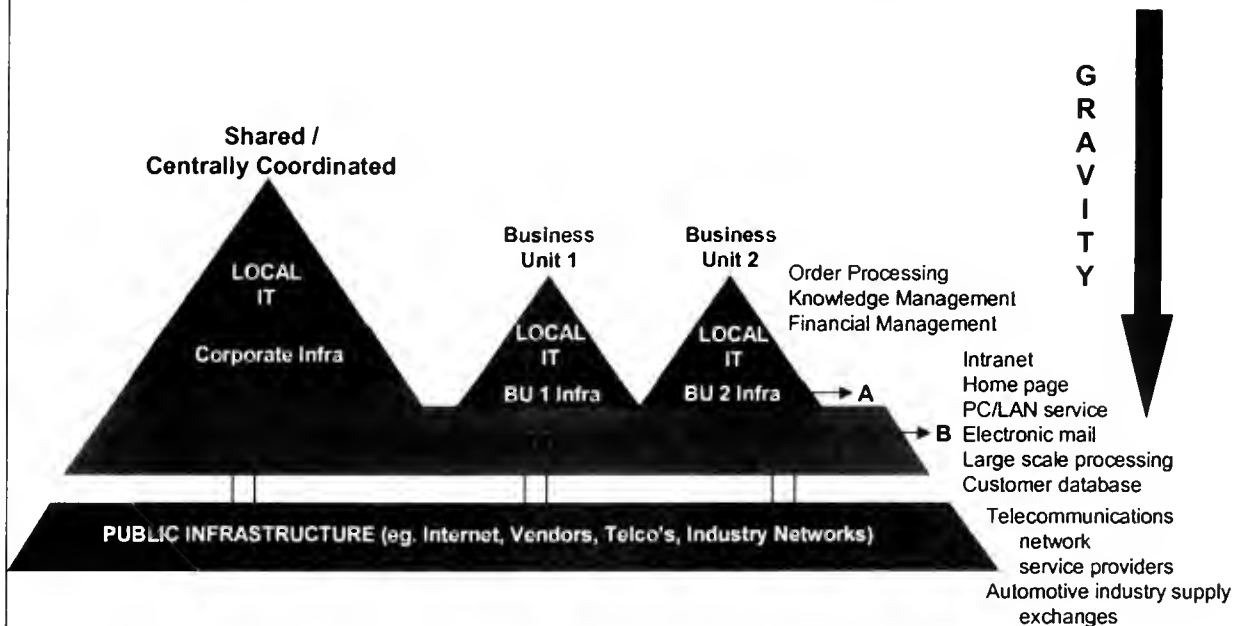 Shared /
Centrally Coordinated
LOCAL
IT
Corporate Infra
Business
Unit 1
LOCAL
IT
BU 1 Infra
Business
Unit 2
LOCAL
IT
BU 2 Infra
A
B
Order Processing
Knowledge Management
Financial Management
Intranet
Home page
PC/LAN service
Electronic mail
Large scale processing
Customer database
PUBLIC INFRASTRUCTURE (eg. Internet, Vendors, Telco's, Industry Networks)
Telecommunications
network
service providers
Automotive industry supply
exchanges
G
R
A
V
I
T
Y